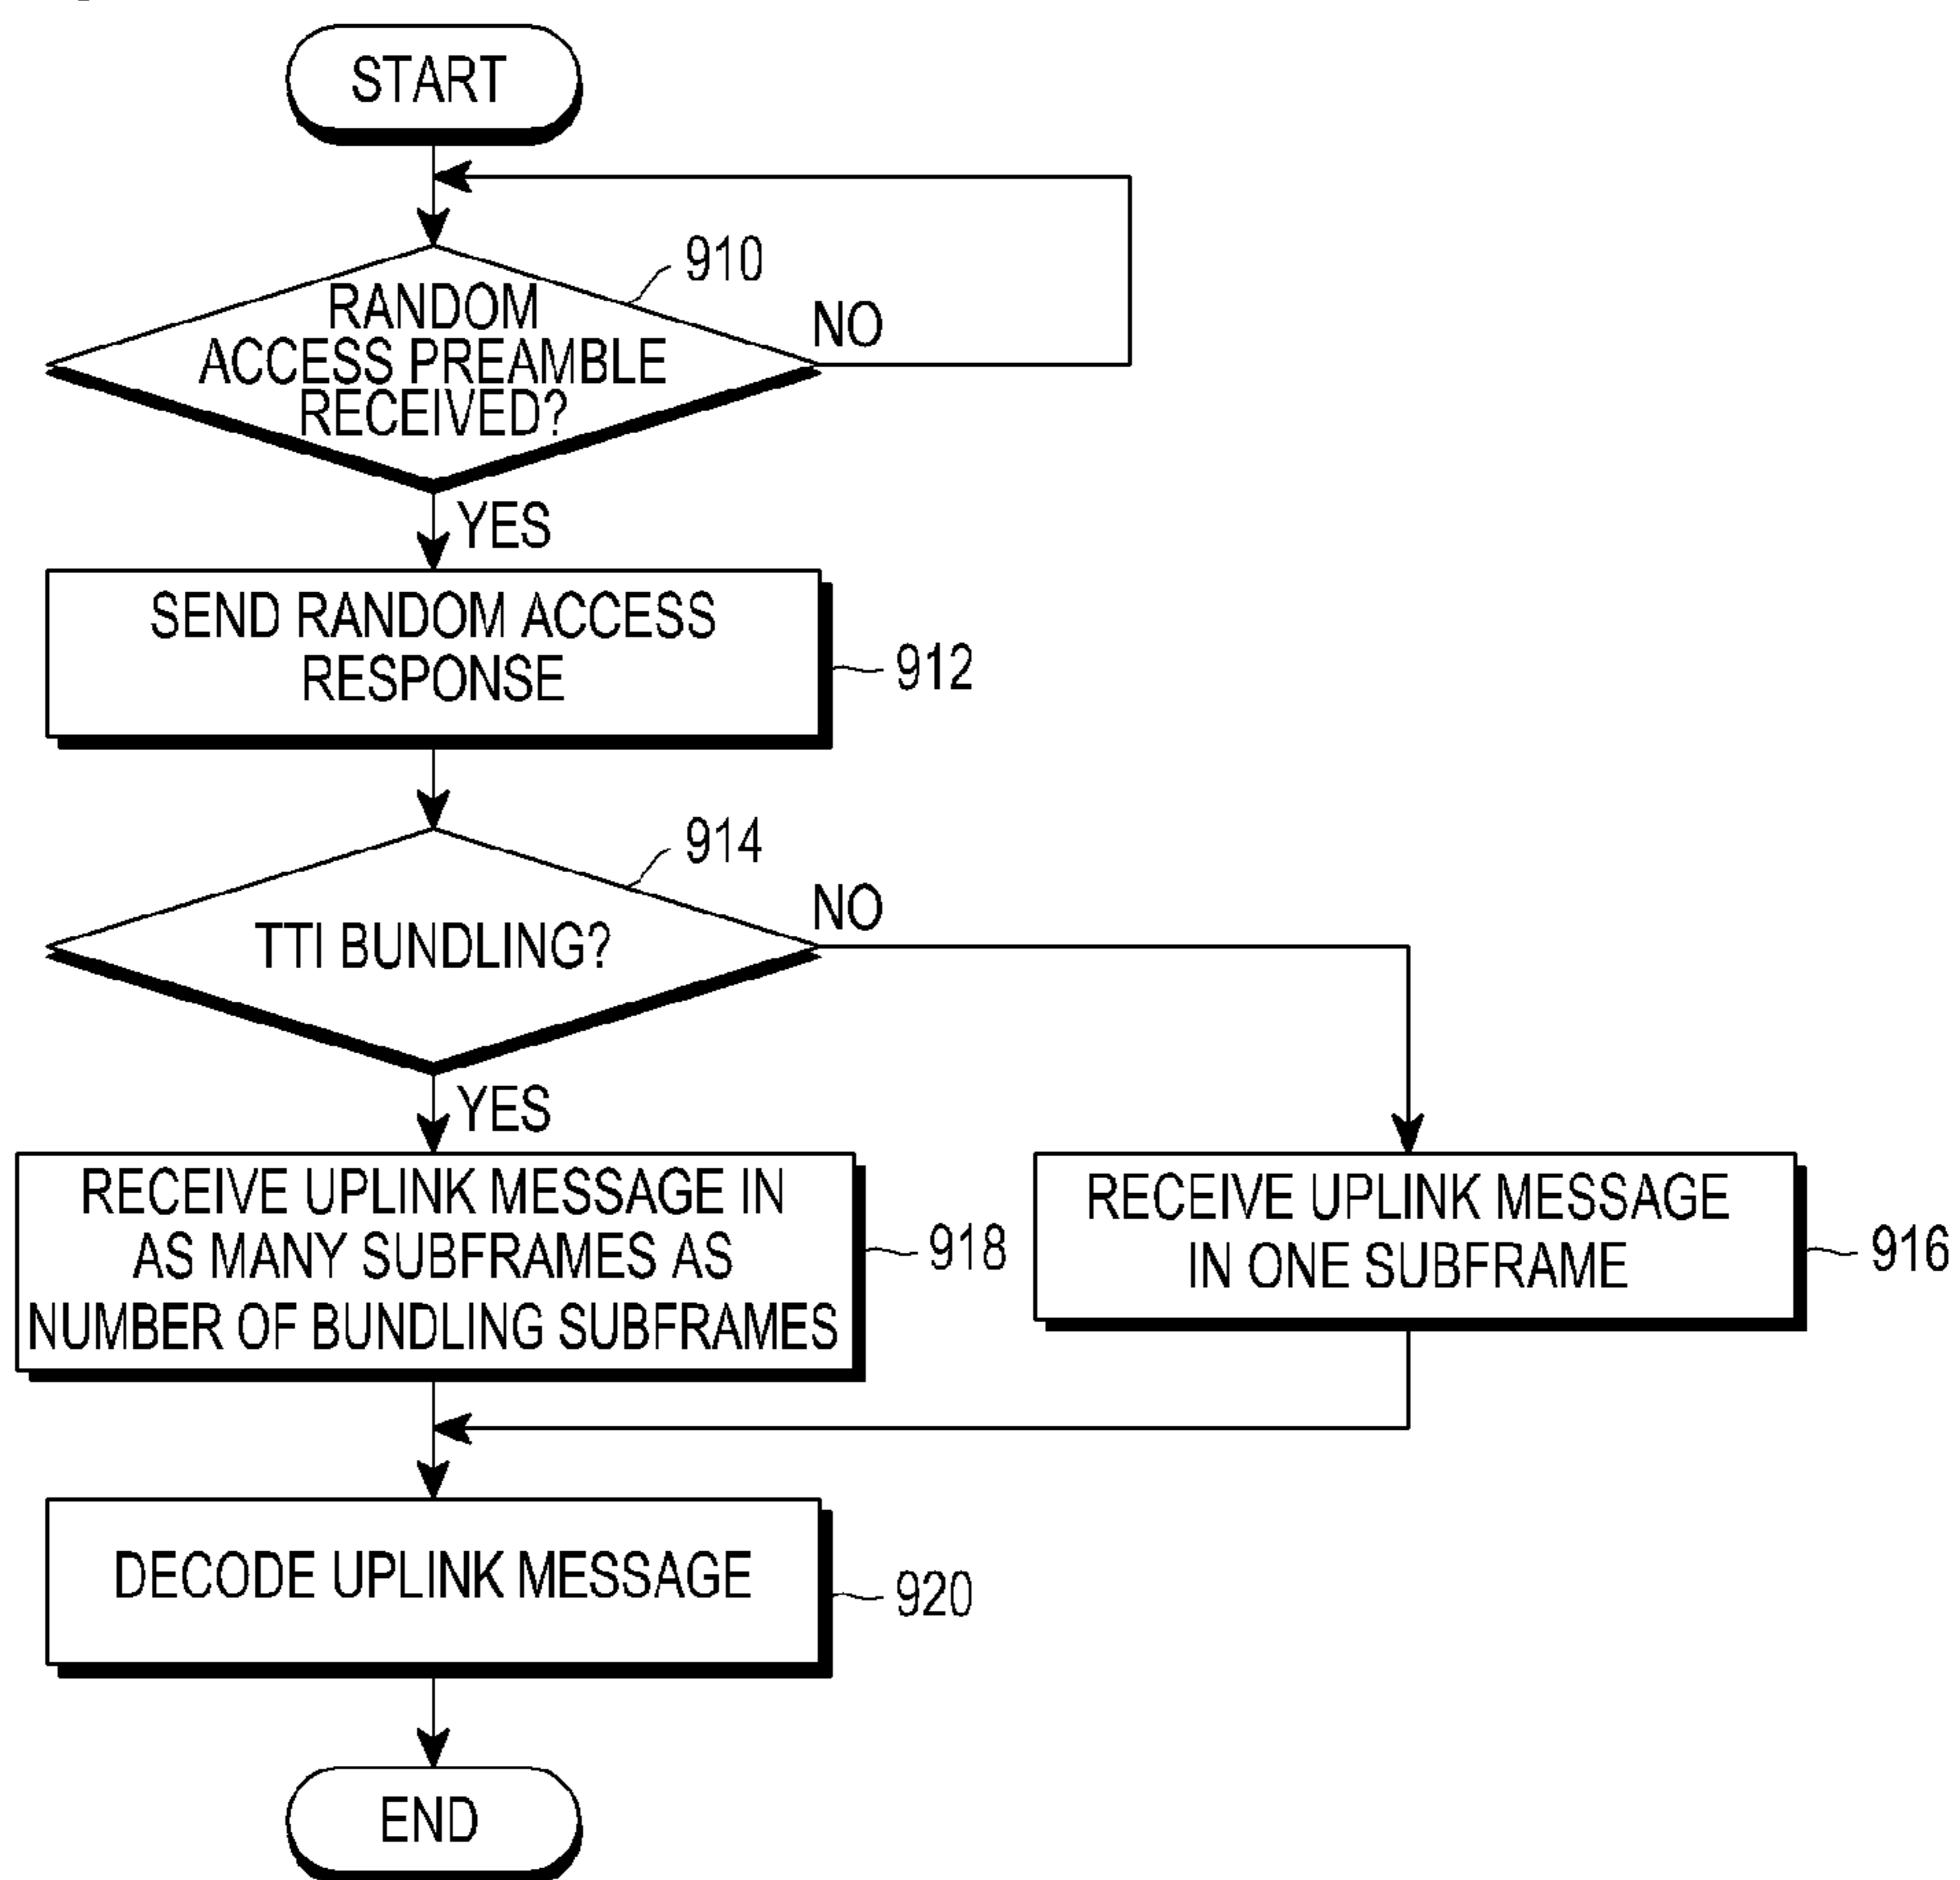 START
910
RANDOM
ACCESS PREAMBLE
RECEIVED?
NO
YES
SEND RANDOM ACCESS
RESPONSE
912
914
TTI BUNDLING?
NO
YES
RECEIVE UPLINK MESSAGE IN
AS MANY SUBFRAMES AS
NUMBER OF BUNDLING SUBFRAMES
918
RECEIVE UPLINK MESSAGE
IN ONE SUBFRAME
916
DECODE UPLINK MESSAGE
920
END